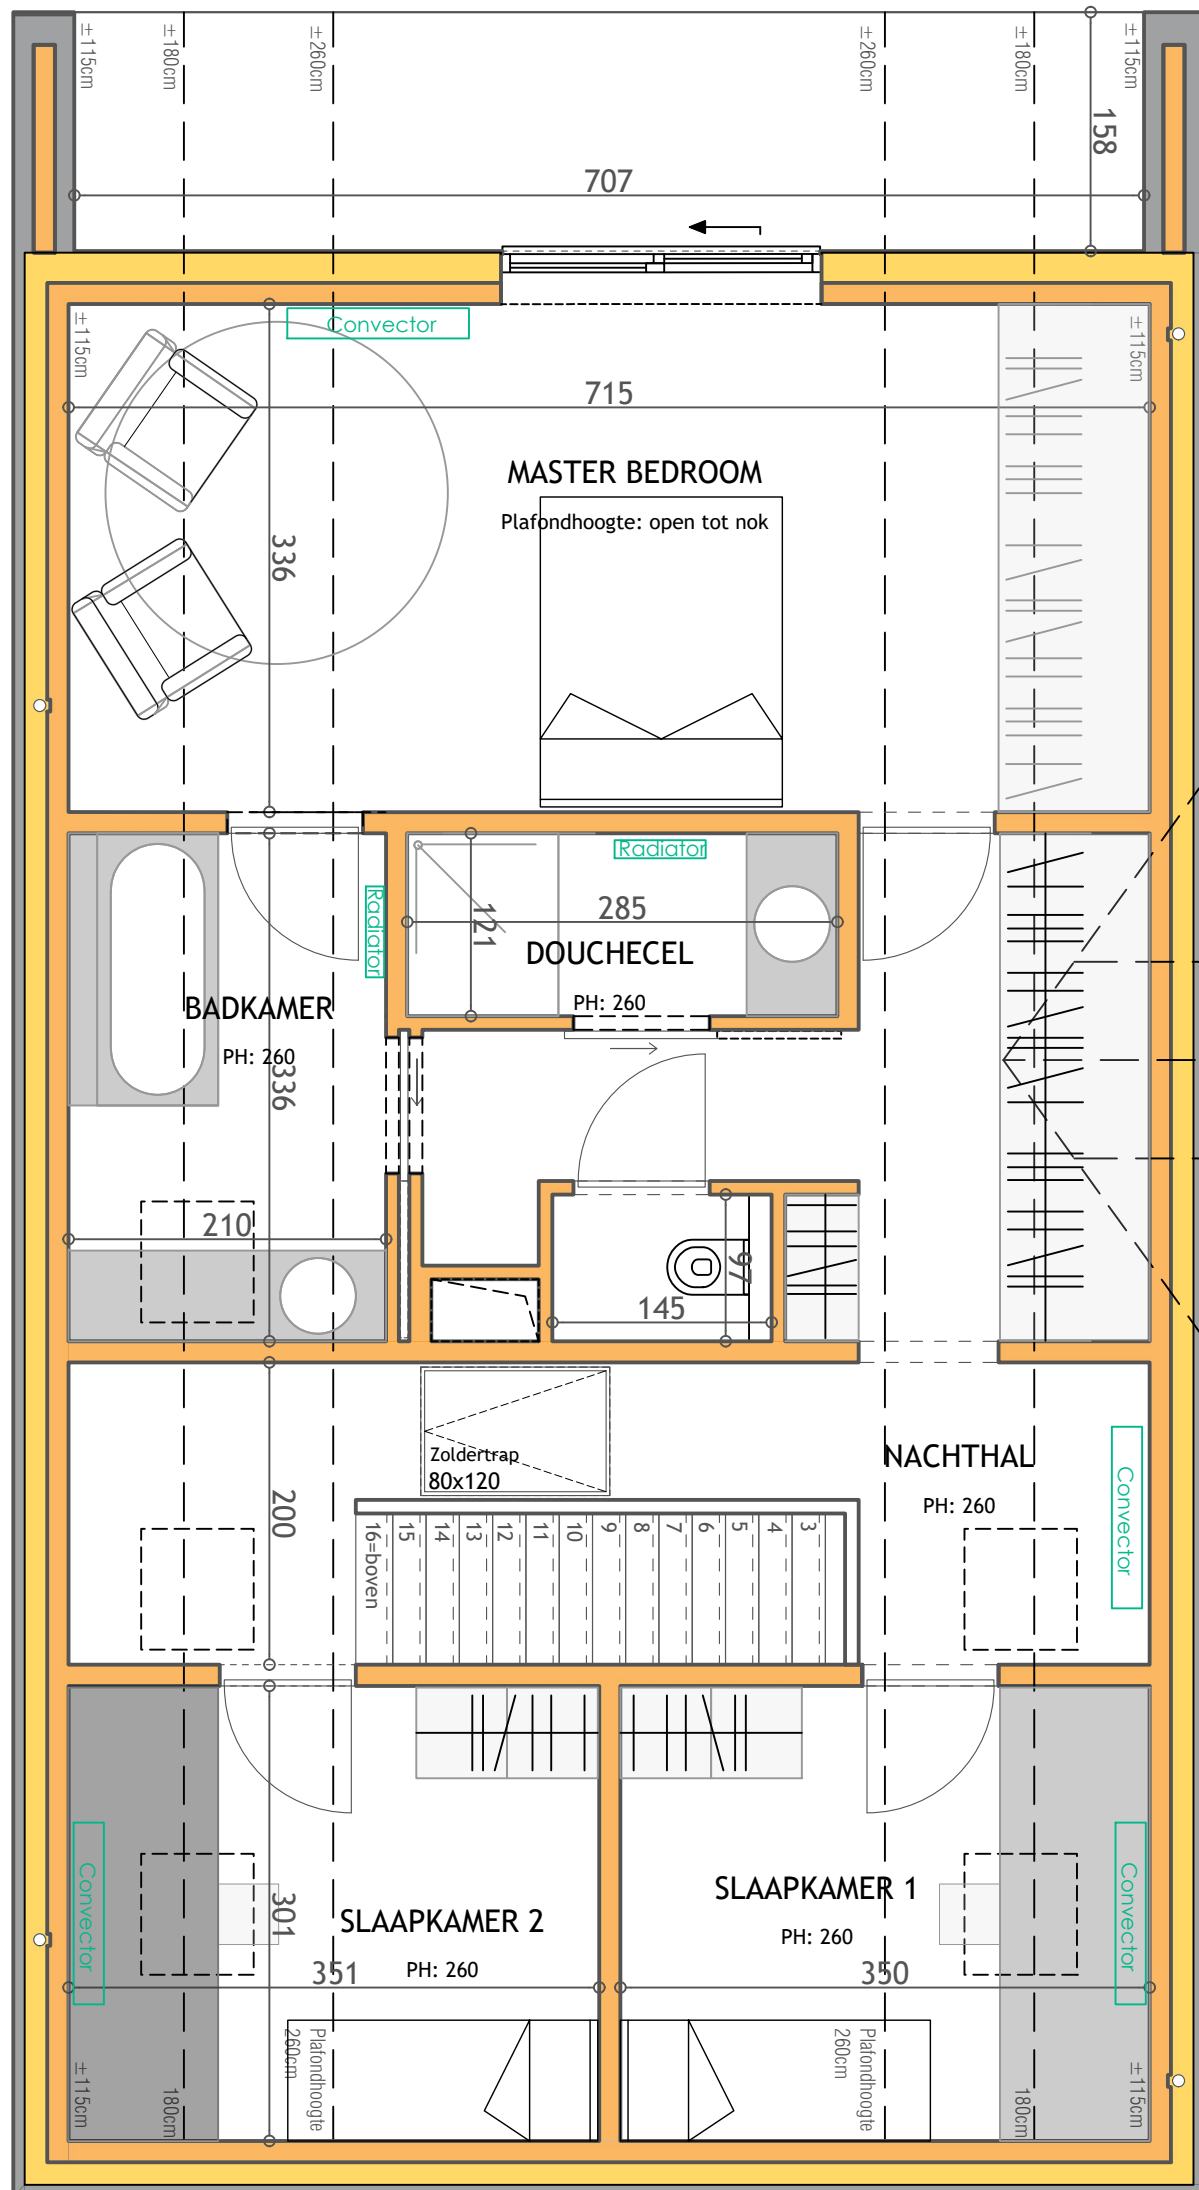 ±115cm
±180cm
±260cm
±260cm
±180cm
±115cm
158
707
Convector
±115cm
±115cm
715
MASTER BEDROOM
Plafondhoogte: open tot nok
336
Radiator
Radiator
121
285
DOUCHECEL
PH: 260
BADKAMER
PH: 260
336
210
97
145
Zoldertrap
80x120
NACHTHAL
PH: 260
Convector
200
16=boven
15
14
13
12
11
10
9
8
7
6
5
4
3
Convector
301
SLAAPKAMER 2
PH: 260
351
SLAAPKAMER 1
PH: 260
350
Convector
±115cm
180cm
Plafondhoogte
260cm
Plafondhoogte
260cm
180cm
±115cm